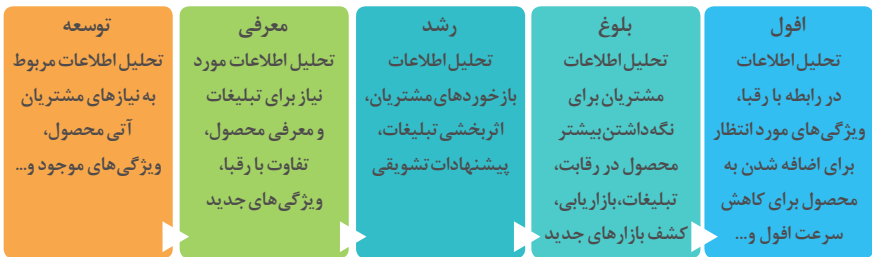 توسعه
تحلیل اطلاعات مربوط
به نیازهای مشتریان
آتی محصول،
ویژگی‌های موجود و...
معرفی
تحلیل اطلاعات مورد
نیاز برای تبلیغات
و معرفی محصول،
تفاوت با رقبا،
ویژگی‌های جدید
رشد
تحلیل اطلاعات
بازخوردهای مشتریان،
اثربخشی تبلیغات،
پیشنهادات تشویقی
بلوغ
تحلیل اطلاعات
مشتریان برای
نگه‌داشتن بیشتر
محصول در رقابت،
تبلیغات،بازاریابی،
کشف بازارهای جدید
افول
تحلیل اطلاعات
در رابطه با رقبا،
ویژگی‌های مورد انتظار
برای اضافه شدن به
محصول برای کاهش
سرعت افول و...